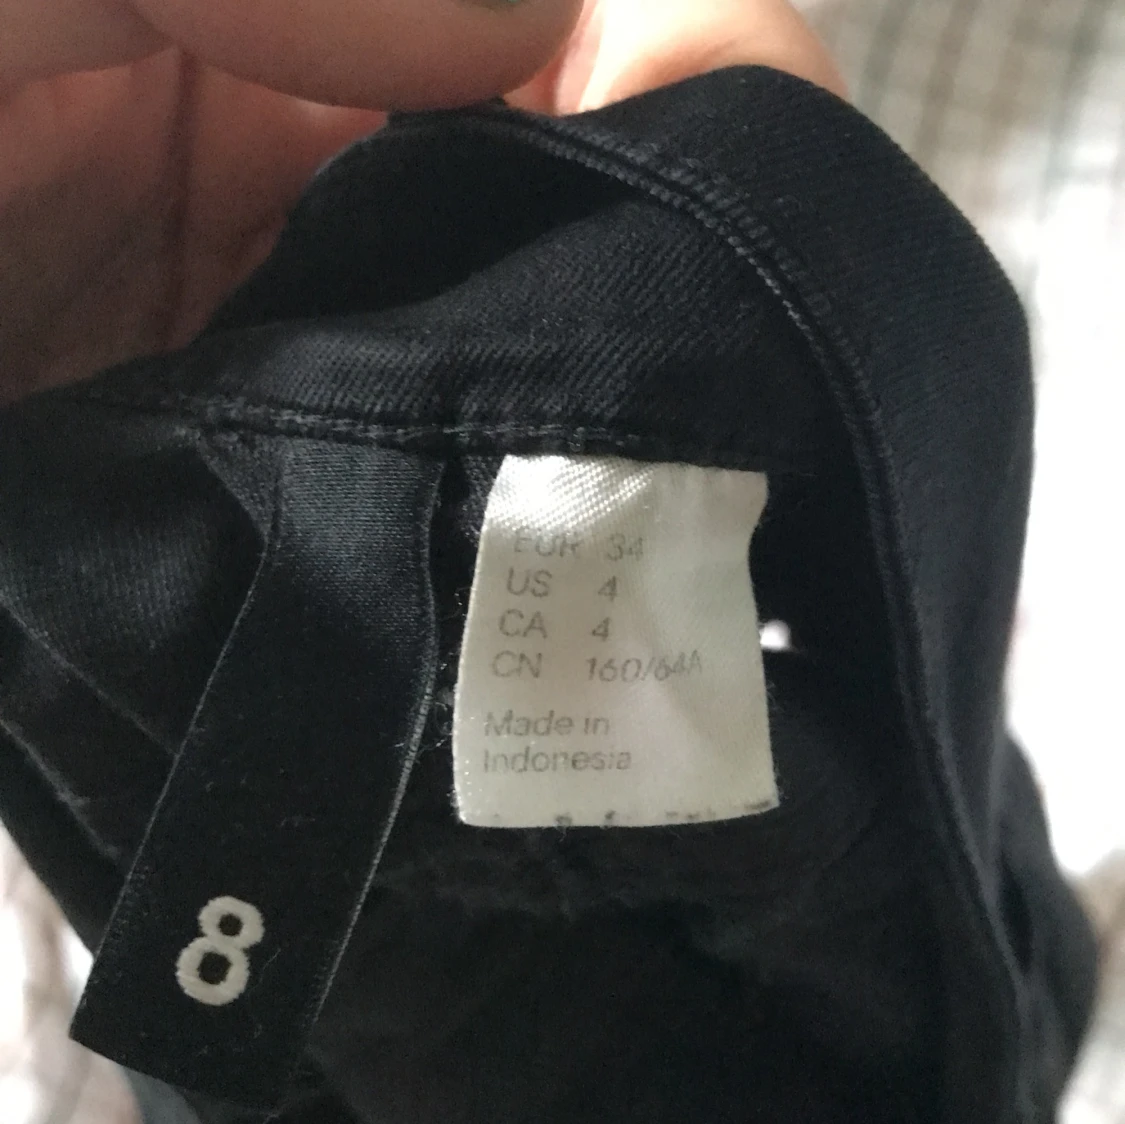 EUR 34
US 4
CA 4
CN 160/64A
Made in
Indonesia
8